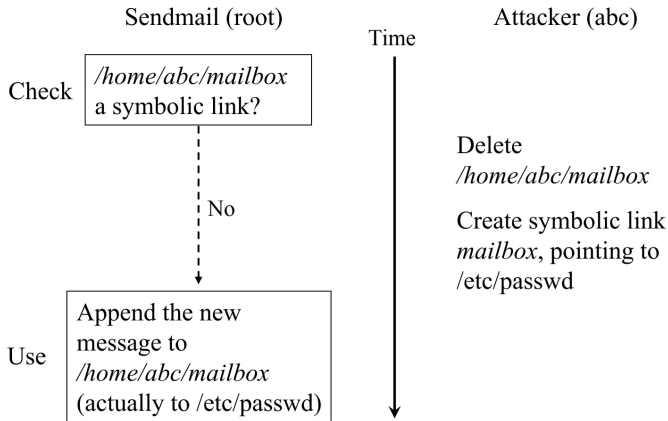 Sendmail (root)
Time
Attacker (abc)
Check
/home/abc/mailbox
a symbolic link?
No
Delete
/home/abc/mailbox
Create symbolic link
mailbox, pointing to
/etc/passwd
Use
Append the new
message to
/home/abc/mailbox
(actually to /etc/passwd)